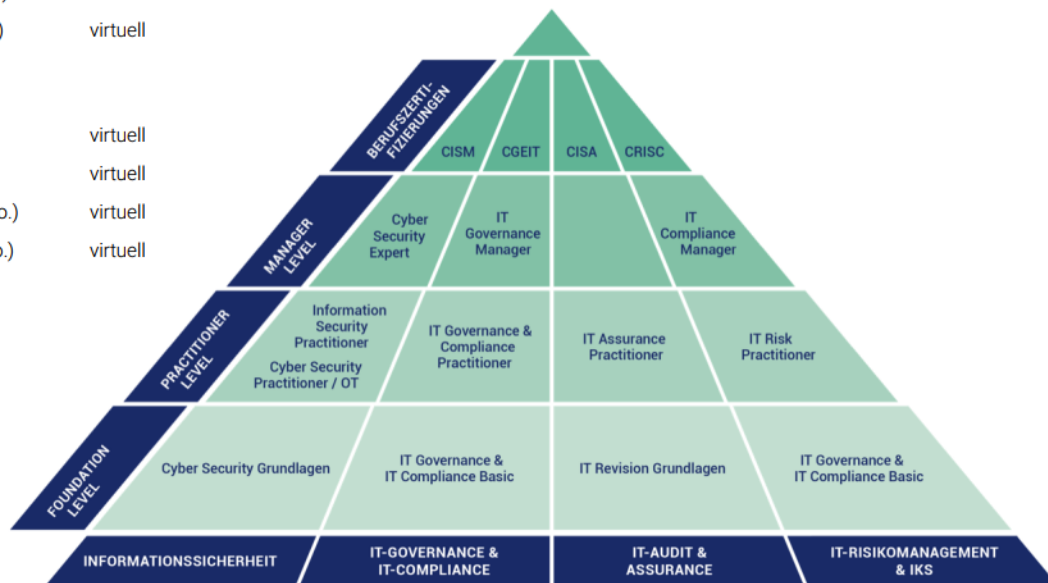 )
virtuell
virtuell
virtuell
o.)
virtuell
o.)
virtuell
BERUFSZERTI-
FIZIERUNGEN
CISM
CGEIT
CISA
CRISC
MANAGER
LEVEL
Cyber
Security
Expert
IT
Governance
Manager
IT
Compliance
Manager
PRACTITIONER
LEVEL
Information
Security
Practitioner
Cyber Security
Practitioner / OT
IT Governance &
Compliance
Practitioner
IT Assurance
Practitioner
IT Risk
Practitioner
FOUNDATION
LEVEL
Cyber Security Grundlagen
IT Governance &
IT Compliance Basic
IT Revision Grundlagen
IT Governance &
IT Compliance Basic
INFORMATIONSSICHERHEIT
IT-GOVERNANCE &
IT-COMPLIANCE
IT-AUDIT &
ASSURANCE
IT-RISIKOMANAGEMENT
& IKS